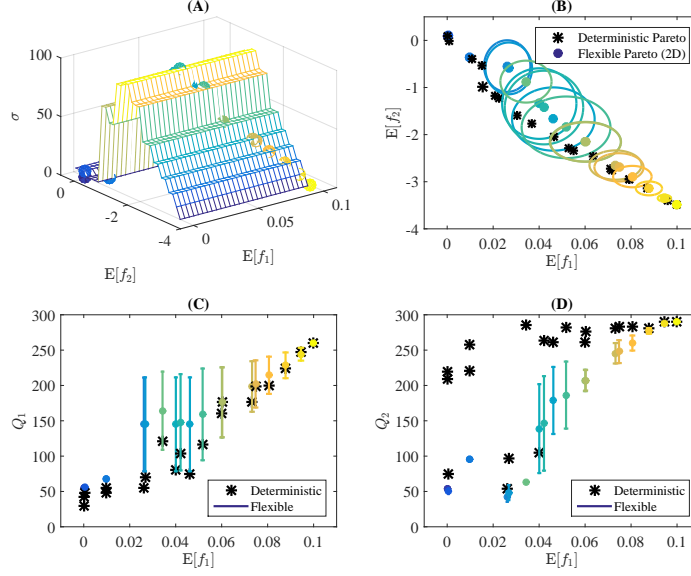 (A)
100
50
0
σ
0
-2
-4
E[f2]
0
0.05
0.1
E[f1]
(B)
0
-1
-2
-3
-4
E[f2]
0
0.02
0.04
0.06
0.08
0.1
E[f1]
Deterministic Pareto
Flexible Pareto (2D)
(C)
300
250
200
150
100
50
0
Q1
0
0.02
0.04
0.06
0.08
0.1
E[f1]
Deterministic
Flexible
(D)
300
250
200
150
100
50
0
Q2
0
0.02
0.04
0.06
0.08
0.1
E[f1]
Deterministic
Flexible